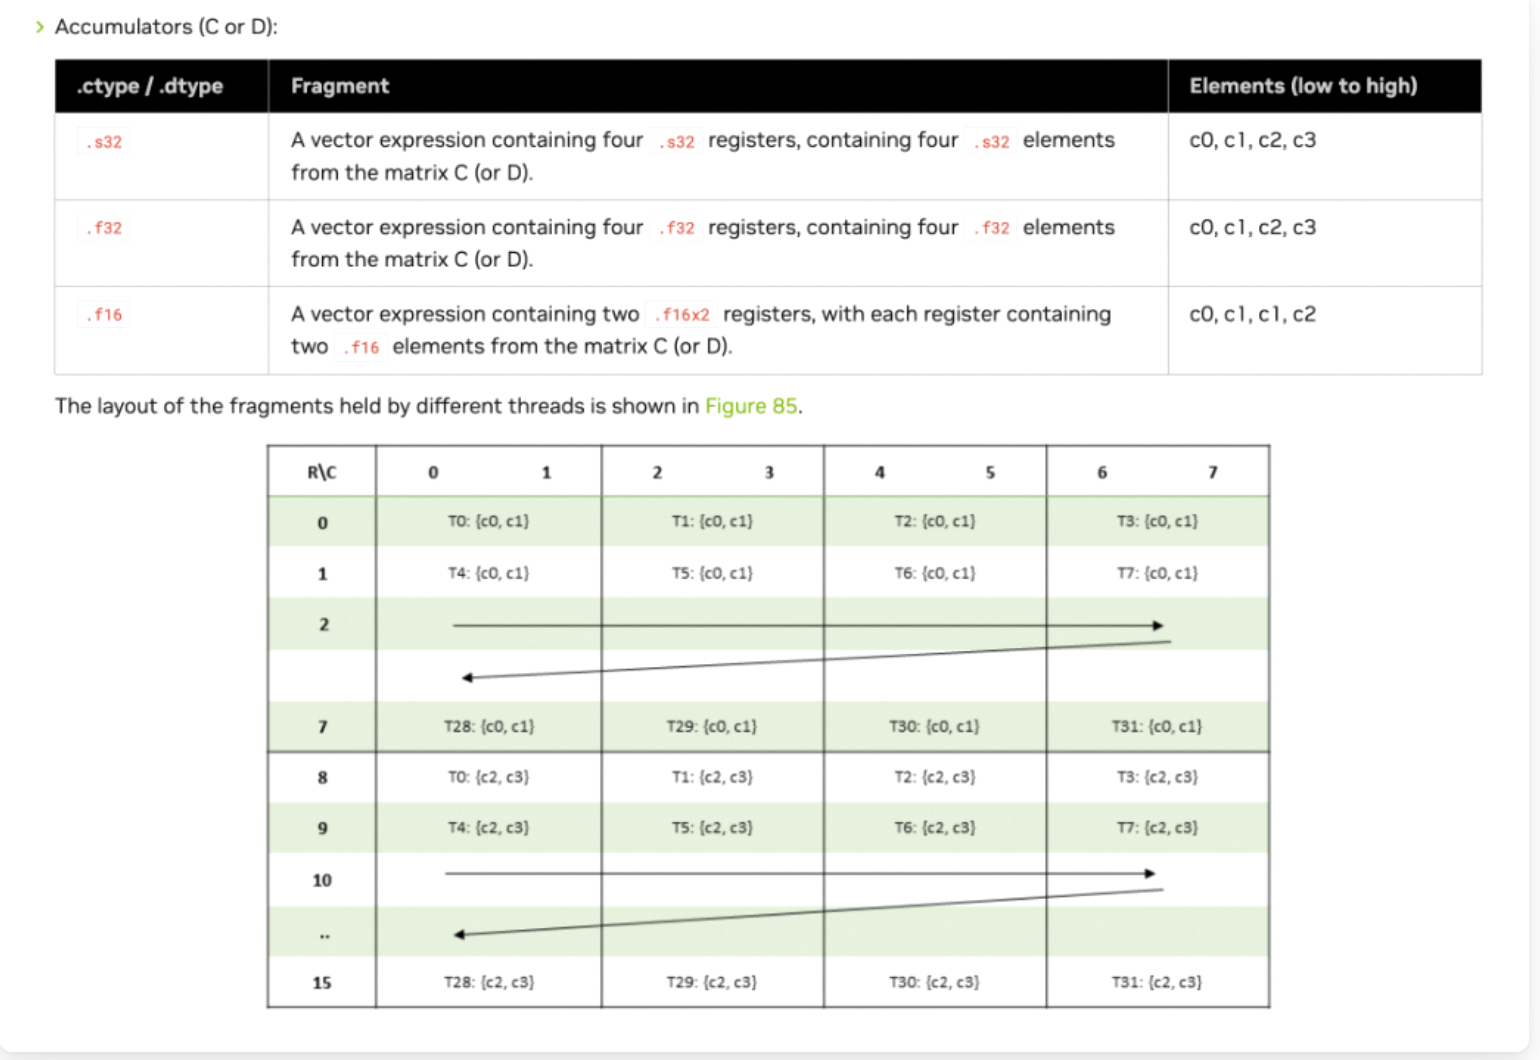 Accumulators (C or D):
.ctype / .dtype Fragment Elements (low to high)
.s32 A vector expression containing four .s32 registers, containing four .s32 elements c0, c1, c2, c3
from the matrix C (or D).
.f32 A vector expression containing four .f32 registers, containing four .f32 elements c0, c1, c2, c3
from the matrix C (or D).
.f16 A vector expression containing two .f16x2 registers, with each register containing c0, c1, c1, c2
two .f16 elements from the matrix C (or D).
The layout of the fragments held by different threads is shown in Figure 85.
R\C 0 1 2 3 4 5 6 7
0 T0: {c0, c1} T1: {c0, c1} T2: {c0, c1} T3: {c0, c1}
1 T4: {c0, c1} T5: {c0, c1} T6: {c0, c1} T7: {c0, c1}
2
7 T28: {c0, c1} T29: {c0, c1} T30: {c0, c1} T31: {c0, c1}
8 T0: {c2, c3} T1: {c2, c3} T2: {c2, c3} T3: {c2, c3}
9 T4: {c2, c3} T5: {c2, c3} T6: {c2, c3} T7: {c2, c3}
10
..
15 T28: {c2, c3} T29: {c2, c3} T30: {c2, c3} T31: {c2, c3}